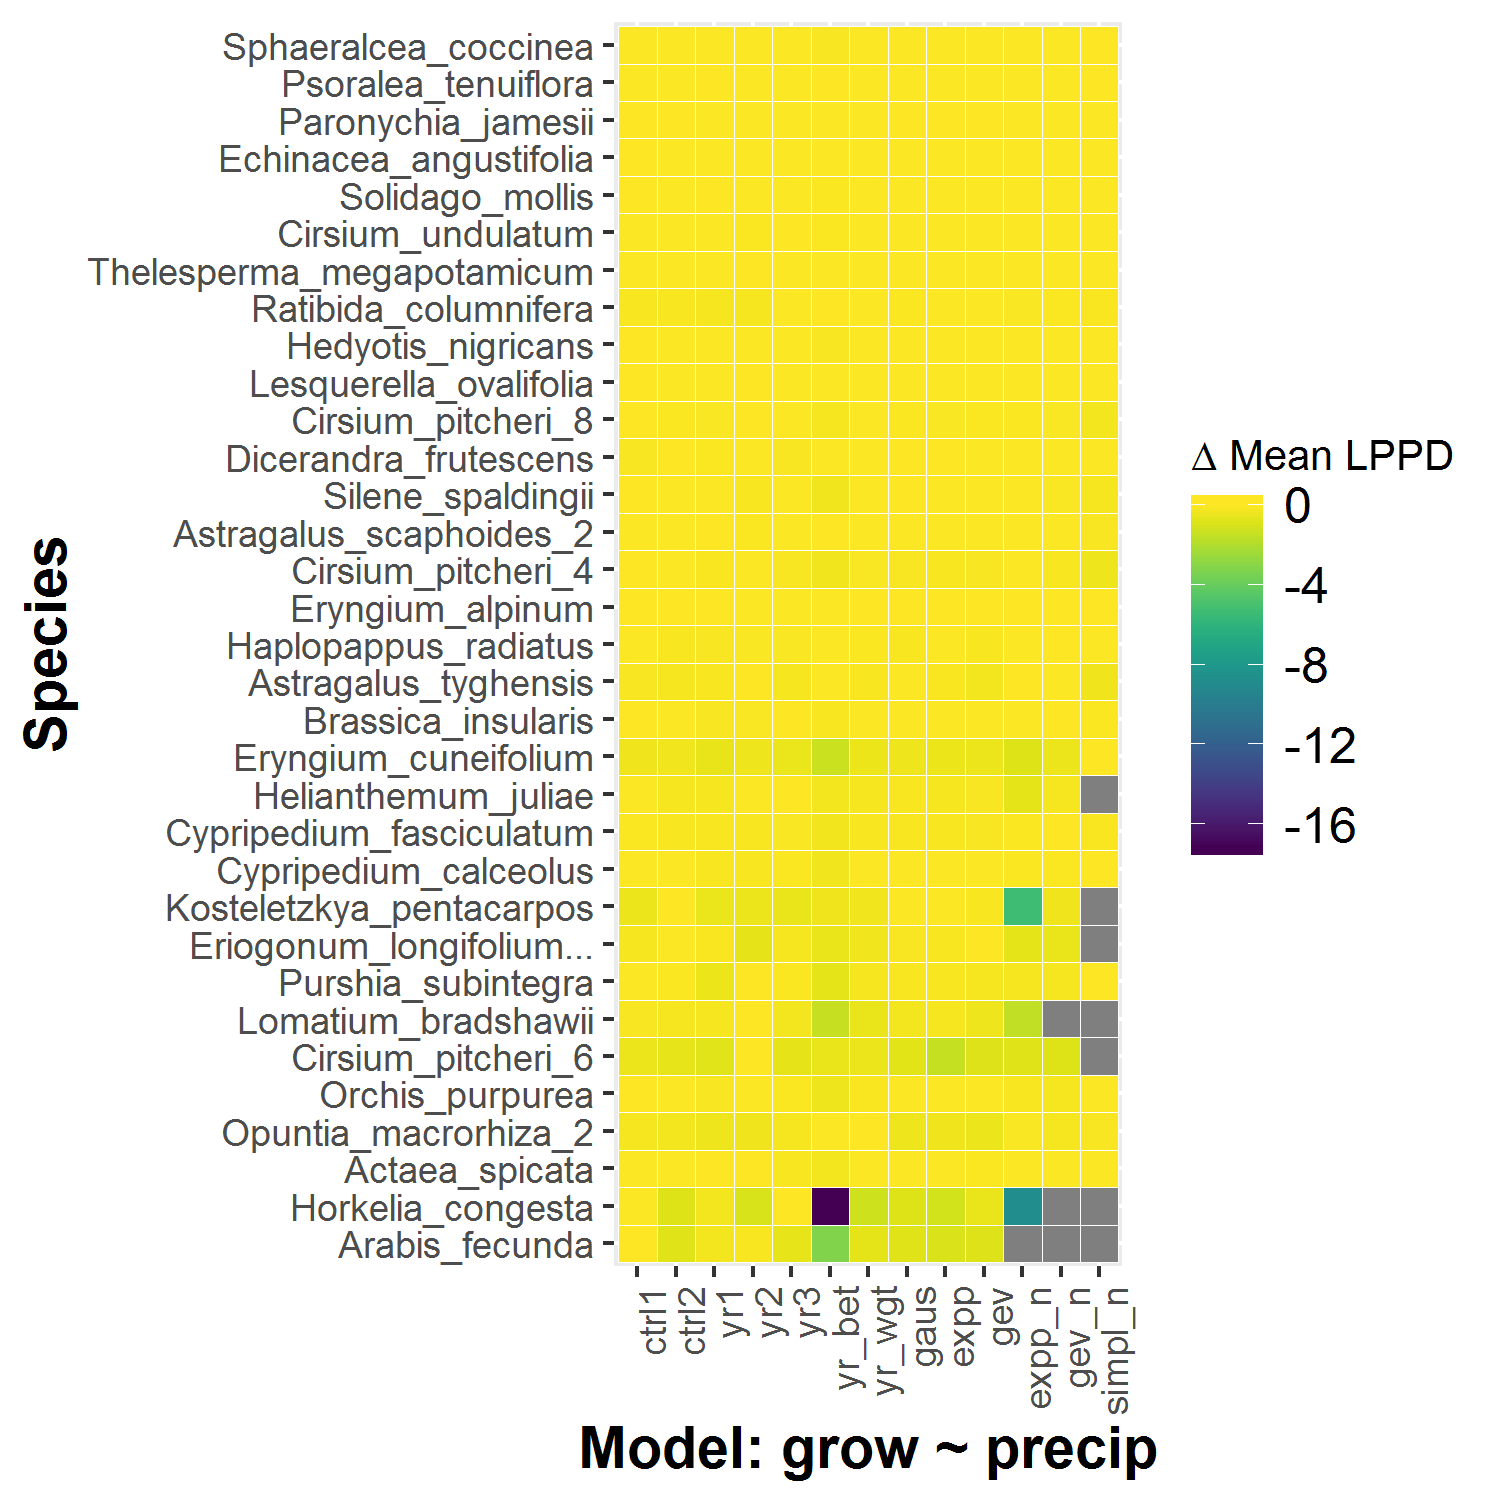 Sphaeralcea_coccinea
Psoralea_tenuiflora
Paronychia_jamesii
Echinacea_angustifolia
Solidago_mollis
Cirsium_undulatum
Thelesperma_megapotamicum
Ratibida_columnifera
Hedyotis_nigricans
Lesquerella_ovalifolia
Cirsium_pitcheri_8
Dicerandra_frutescens
Silene_spaldingii
Astragalus_scaphoides_2
Cirsium_pitcheri_4
Eryngium_alpinum
Haplopappus_radiatus
Astragalus_tyghensis
Brassica_insularis
Eryngium_cuneifolium
Helianthemum_juliae
Cypripedium_fasciculatum
Cypripedium_calceolus
Kosteletzkya_pentacarpos
Eriogonum_longifolium...
Purshia_subintegra
Lomatium_bradshawii
Cirsium_pitcheri_6
Orchis_purpurea
Opuntia_macrorhiza_2
Actaea_spicata
Horkelia_congesta
Arabis_fecunda
Species
ctrl1
ctrl2
yr1
yr2
yr3
yr_bet
yr_wgt
gaus
expp
gev
expp_n
gev_n
simpl_n
Model: grow ~ precip
Δ Mean LPPD
0
-4
-8
-12
-16